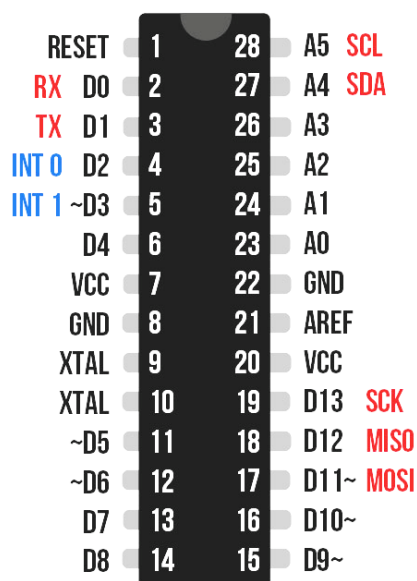 RESET 1 28 A5 SCL
RX D0 2 27 A4 SDA
TX D1 3 26 A3
INT 0 D2 4 25 A2
INT 1 ~D3 5 24 A1
D4 6 23 A0
VCC 7 22 GND
GND 8 21 AREF
XTAL 9 20 VCC
XTAL 10 19 D13 SCK
~D5 11 18 D12 MISO
~D6 12 17 D11~ MOSI
D7 13 16 D10~
D8 14 15 D9~